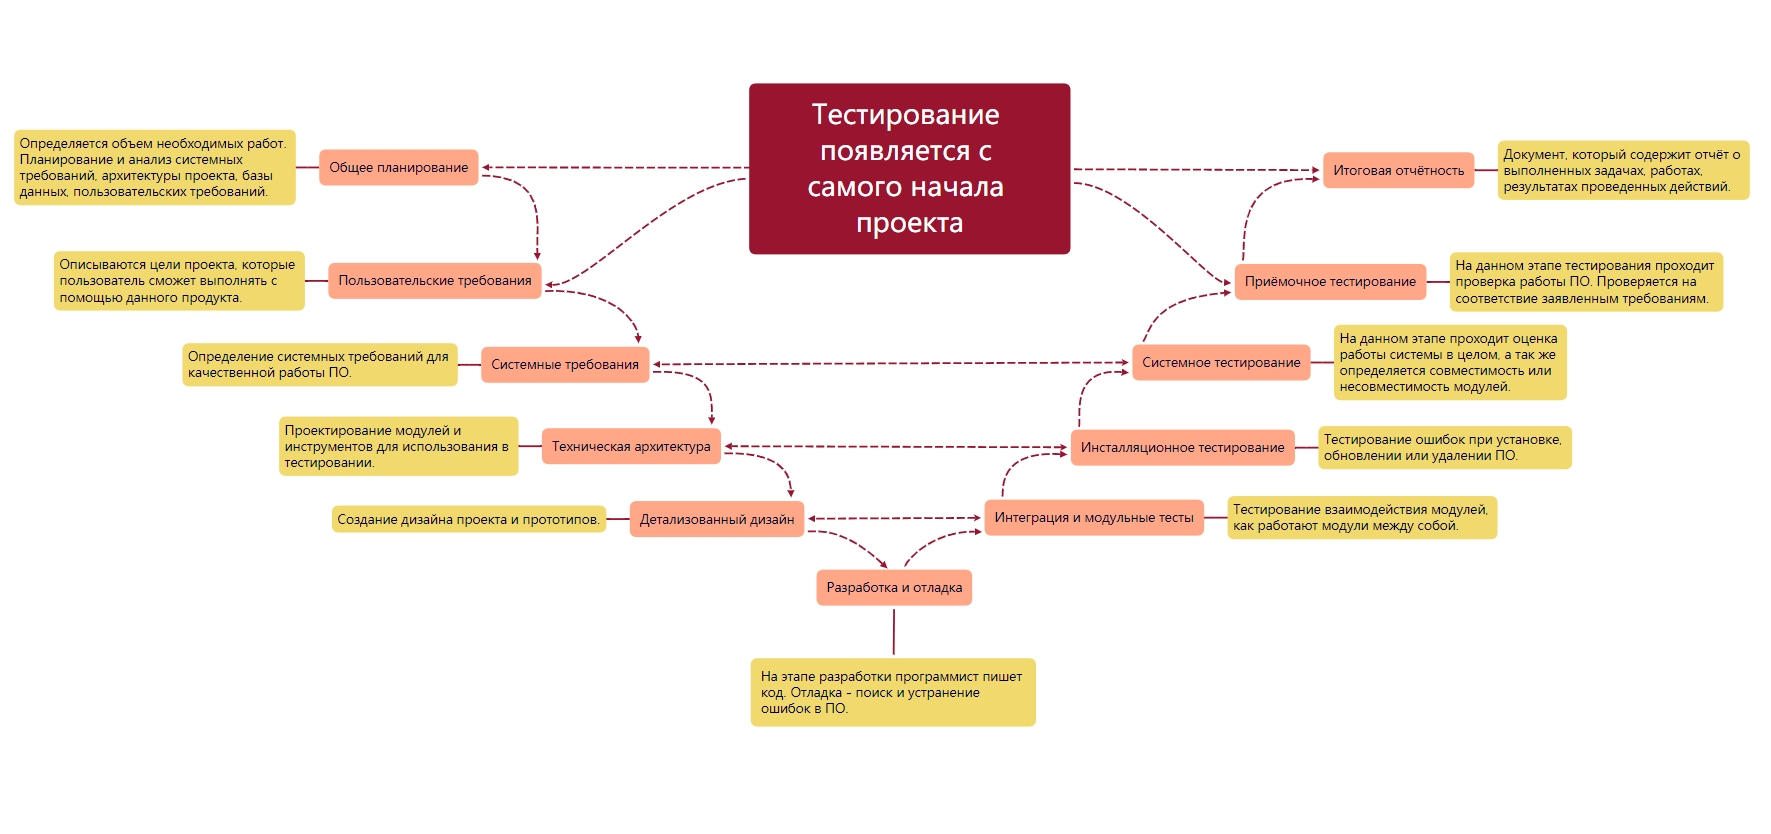 Тестирование
появляется с
самого начала
проекта
Определяется объем необходимых работ.
Планирование и анализ системных
требований, архитектуры проекта, базы
данных, пользовательских требований.
Общее планирование
Итоговая отчётность
Документ, который содержит отчёт о
выполненных задачах, работах,
результатах проведенных действий.
Описываются цели проекта, которые
пользователь сможет выполнять с
помощью данного продукта.
Пользовательские требования
Приёмочное тестирование
На данном этапе тестирования проходит
проверка работы ПО. Проверяется на
соответствие заявленным требованиям.
Определение системных требований для
качественной работы ПО.
Системные требования
Системное тестирование
На данном этапе проходит оценка
работы системы в целом, а так же
определяется совместимость или
несовместимость модулей.
Проектирование модулей и
инструментов для использования в
тестировании.
Техническая архитектура
Инсталляционное тестирование
Тестирование ошибок при установке,
обновлении или удалении ПО.
Создание дизайна проекта и прототипов.
Детализованный дизайн
Интеграция и модульные тесты
Тестирование взаимодействия модулей,
как работают модули между собой.
Разработка и отладка
На этапе разработки программист пишет
код. Отладка - поиск и устранение
ошибок в ПО.